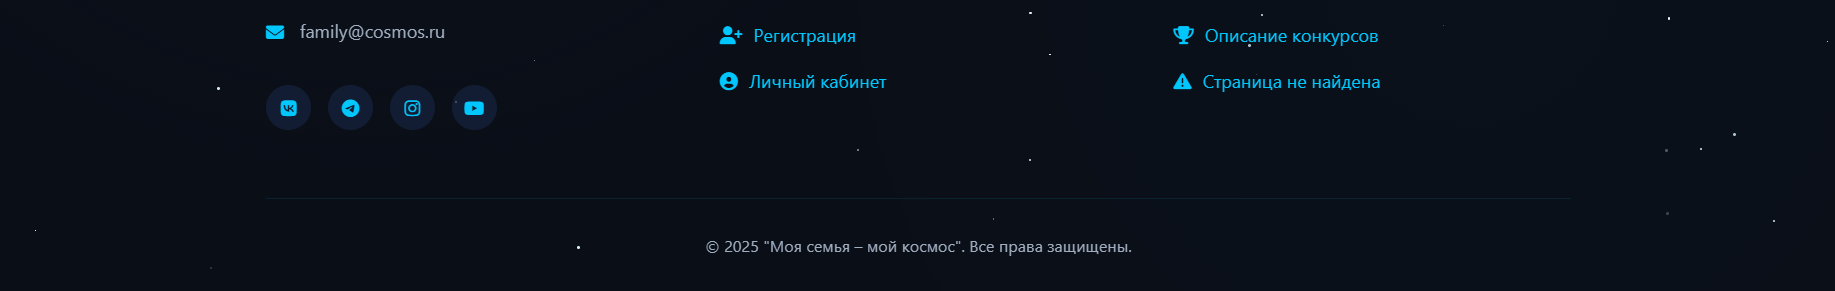 family@cosmos.ru
Регистрация
Личный кабинет
Описание конкурсов
Страница не найдена
© 2025 "Моя семья – мой космос". Все права защищены.